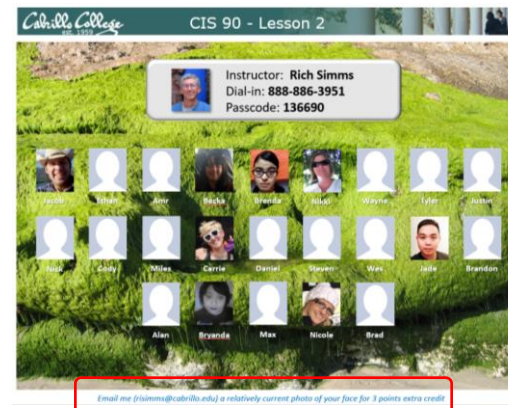 Cabrillo College
est. 1959
CIS 90 - Lesson 2
Instructor: Rich Simms
Dial-in: 888-886-3951
Passcode: 136690
Jacob Jahan Amr Becka Brenda Nikki Wayne Tyler Justin
Nick Cody Miles Carrie Daniel Steven Wes Jade Brandon
Alan Bryanda Max Nicole Brad
Email me (risimms@cabrillo.edu) a relatively current photo of your face for 3 points extra credit